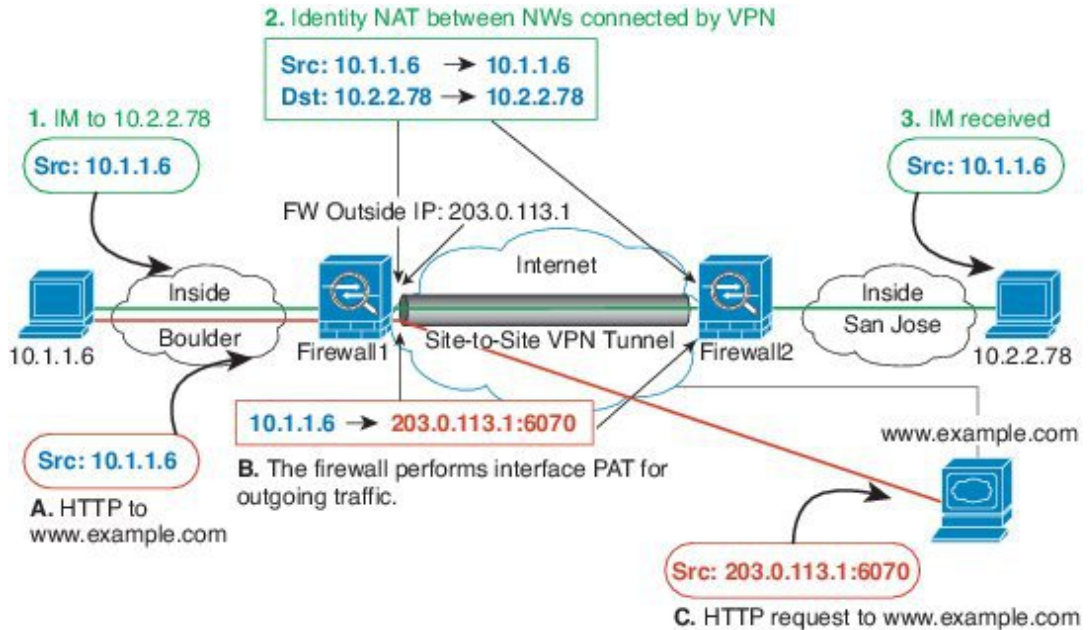 2. Identity NAT between NWs connected by VPN
Src: 10.1.1.6 → 10.1.1.6
Dst: 10.2.2.78 → 10.2.2.78
1. IM to 10.2.2.78
Src: 10.1.1.6
3. IM received
Src: 10.1.1.6
FW Outside IP: 203.0.113.1
Internet
Inside
Boulder
Inside
San Jose
10.1.1.6
Firewall1
Site-to-Site VPN Tunnel
Firewall2
10.2.2.78
10.1.1.6 → 203.0.113.1:6070
www.example.com
Src: 10.1.1.6
B. The firewall performs interface PAT for
outgoing traffic.
A. HTTP to
www.example.com
Src: 203.0.113.1:6070
C. HTTP request to www.example.com